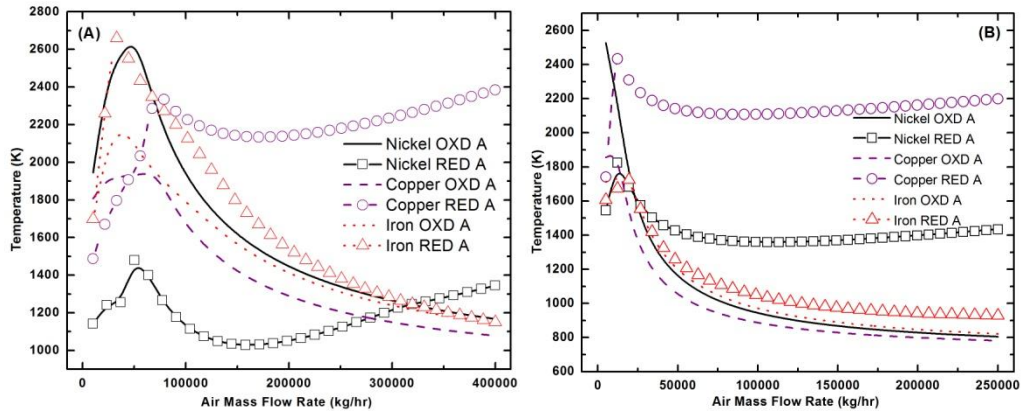 (A)
Temperature (K)
2800
2600
2400
2200
2000
1800
1600
1400
1200
1000
Nickel OXD A
Nickel RED A
Copper OXD A
Copper RED A
Iron OXD A
Iron RED A
0 100000 200000 300000 400000
Air Mass Flow Rate (kg/hr)
(B)
Temperature (K)
2600
2400
2200
2000
1800
1600
1400
1200
1000
800
600
Nickel OXD A
Nickel RED A
Copper OXD A
Copper RED A
Iron OXD A
Iron RED A
0 50000 100000 150000 200000 250000
Air Mass Flow Rate (kg/hr)